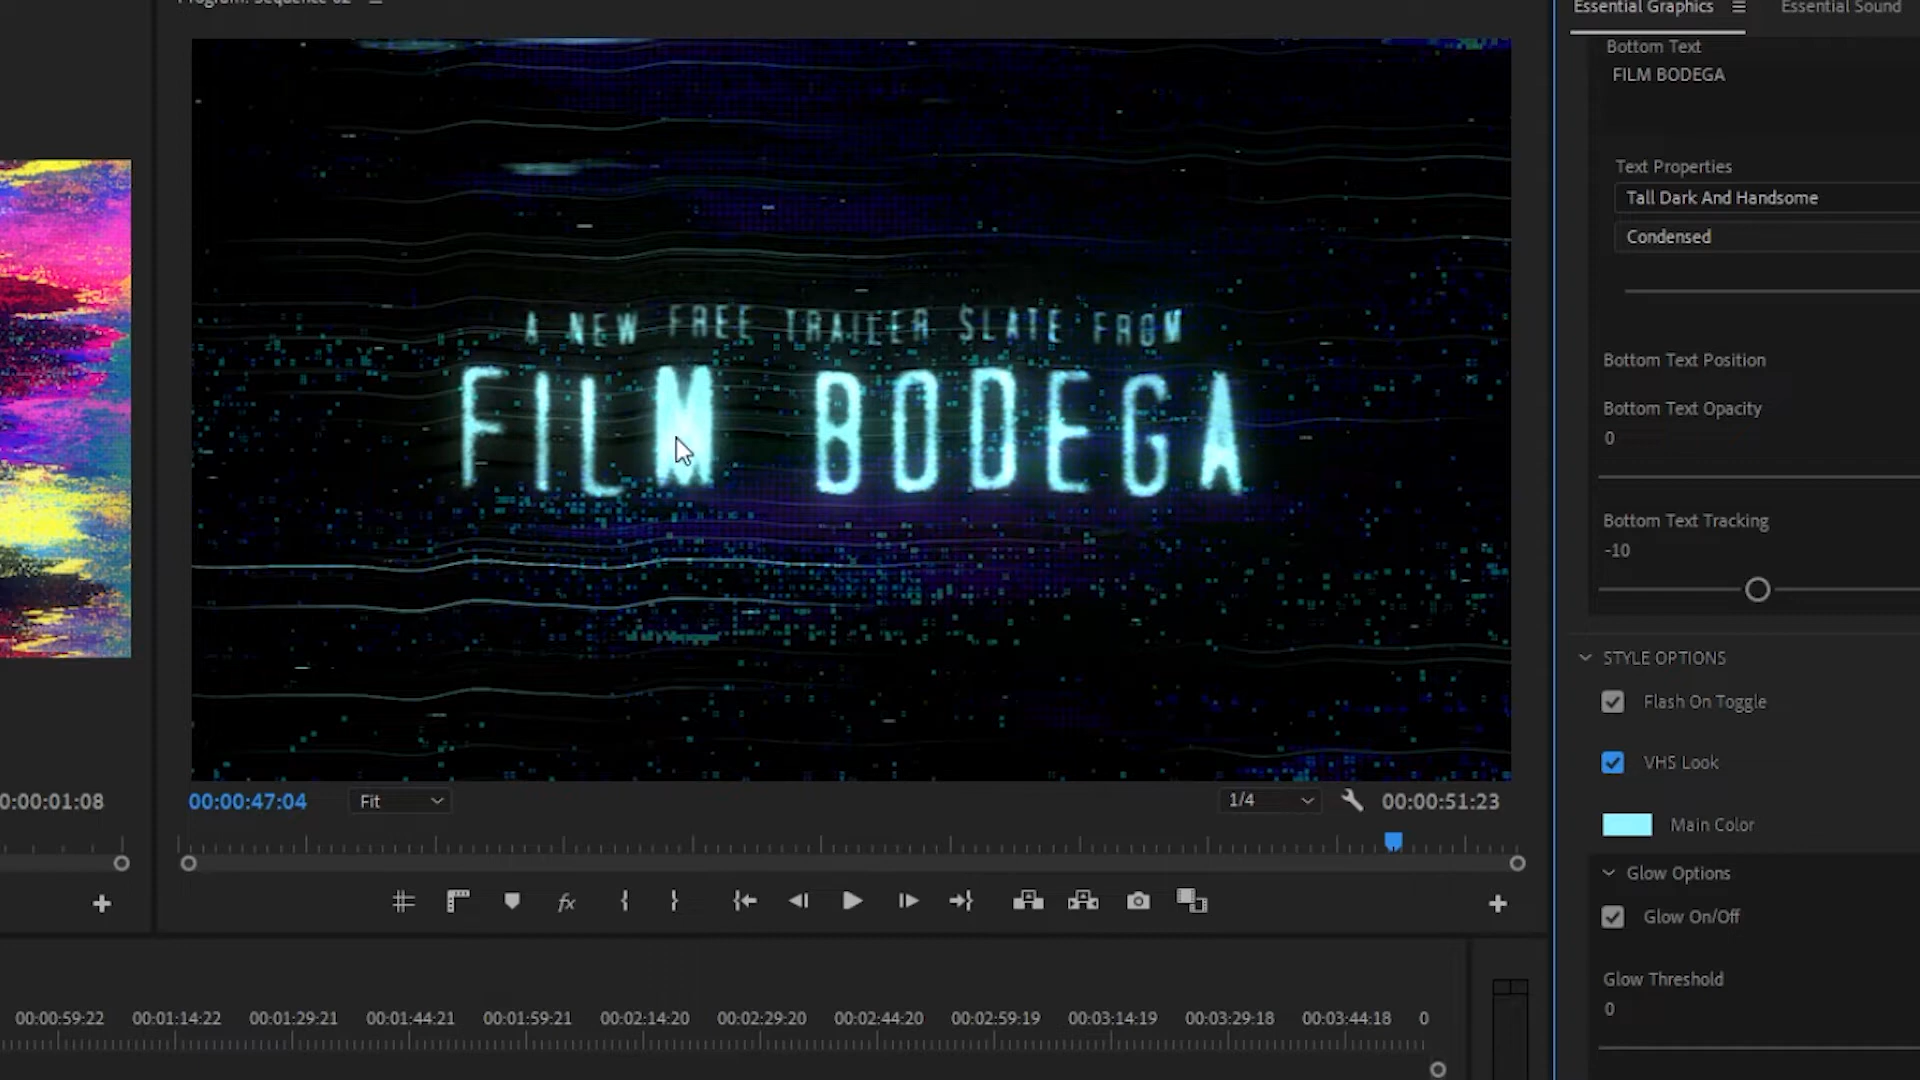 Program: Sequence 02
Essential Graphics
Essential Sound
Bottom Text
FILM BODEGA
Text Properties
Tall Dark And Handsome
Condensed
A NEW FREE TRAILER SLATE FROM
FILM BODEGA
Bottom Text Position
Bottom Text Opacity
0
Bottom Text Tracking
-10
STYLE OPTIONS
Flash On Toggle
VHS Look
Main Color
Glow Options
Glow On/Off
Glow Threshold
0
0:00:01:08
00:00:47:04
Fit
1/4
00:00:51:23
fx
00:00:59:22 00:01:14:22 00:01:29:21 00:01:44:21 00:01:59:21 00:02:14:20 00:02:29:20 00:02:44:20 00:02:59:19 00:03:14:19 00:03:29:18 00:03:44:18 0